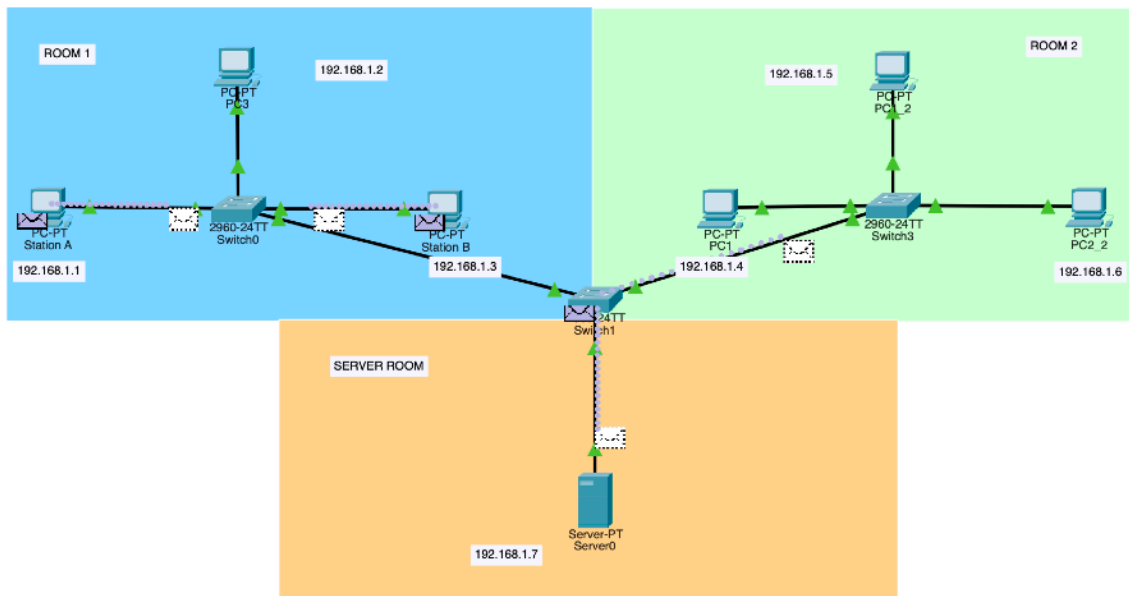 ROOM 1
192.168.1.2
PC-PT
PC3
PC-PT
Station A
192.168.1.1
2960-24TT
Switch0
PC-PT
Station B
192.168.1.3
ROOM 2
192.168.1.5
PC-PT
PC1_2
PC-PT
PC1
192.168.1.4
2960-24TT
Switch3
PC-PT
PC2_2
192.168.1.6
24TT
Switch1
SERVER ROOM
Server-PT
Server0
192.168.1.7